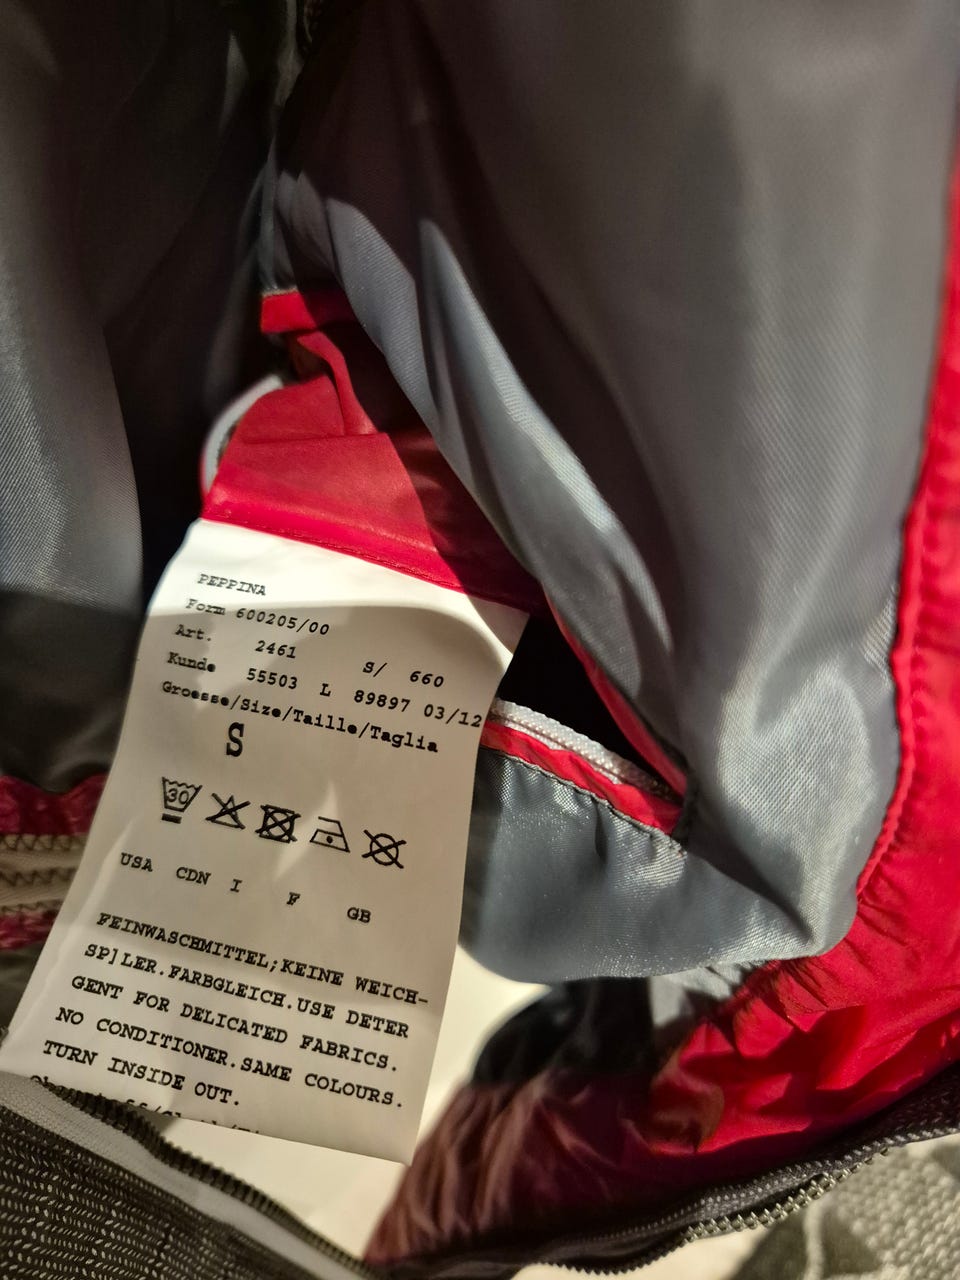 PEPPINA
Form 600205/00
Art. 2461 S/ 660
Kunde 55503 L 89897 03/12
Groesse/Size/Taille/Taglia
S
30
USA CDN I F GB
FEINWASCHMITTEL;KEINE WEICH-
SP]LER.FARBGLEICH.USE DETER
GENT FOR DELICATED FABRICS.
NO CONDITIONER.SAME COLOURS.
TURN INSIDE OUT.